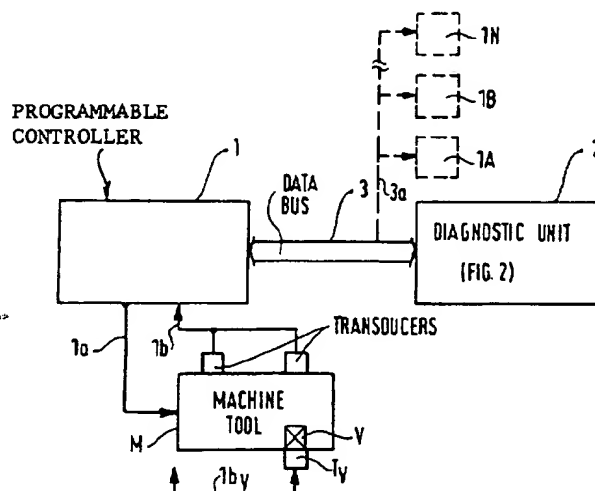 1N
1B
1A
3a
PROGRAMMABLE
CONTROLLER
1
DATA
BUS
3
DIAGNOSTIC UNIT
(FIG. 2)
1a
1b
TRANSDUCERS
MACHINE
TOOL
M
V
Tv
1bv